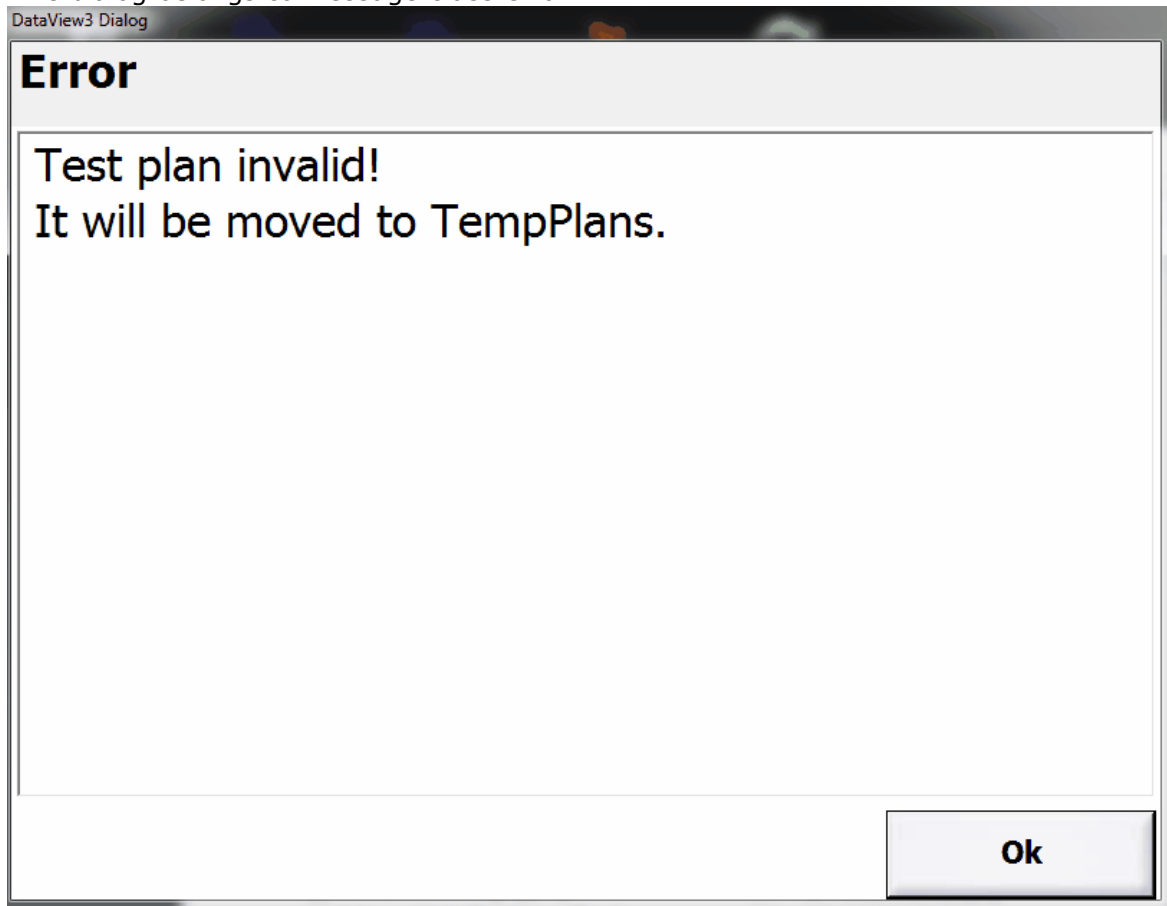 DataView3 Dialog
Error
Test plan invalid!
It will be moved to TempPlans.
Ok